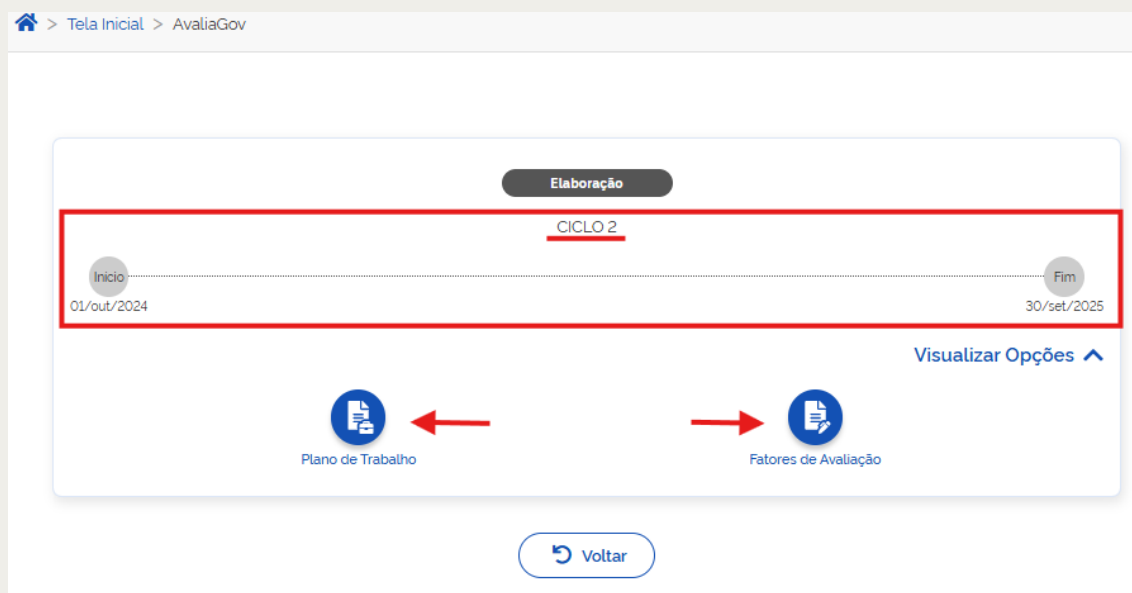 > Tela Inicial > AvaliaGov
Elaboração
CICLO 2
Início
Fim
01/out/2024
30/set/2025
Visualizar Opções
Plano de Trabalho
Fatores de Avaliação
Voltar